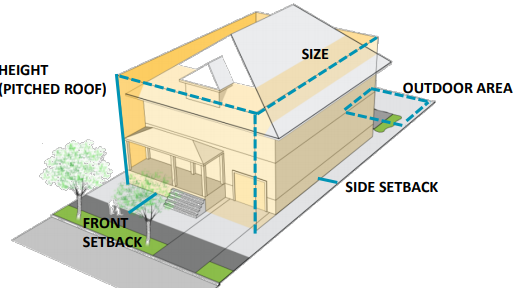 SIZE
HEIGHT
(PITCHED ROOF)
OUTDOOR AREA
SIDE SETBACK
FRONT
SETBACK